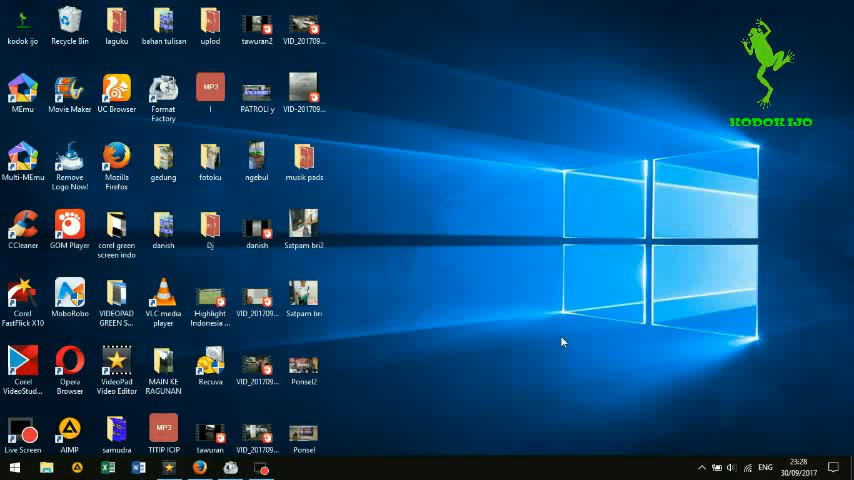 kodok ijo
Recycle Bin
laguku
bahan tulisan
uplod
tawuran2
VID_201709...
MEmu
Movie Maker
UC Browser
Format
Factory
MP3
l
PATROLI y
VID-201709...
Multi-MEmu
Remove
Logo Now!
Mozilla
Firefox
gedung
fotoku
ngebul
musik pads
CCleaner
GOM Player
corel green
screen indo
danish
Dj
danish
Satpam bri2
Corel
FastFlick X10
MoboRobo
VIDEOPAD
GREEN S...
VLC media
player
Highlight
Indonesia ...
VID_201709...
Satpam bri
Corel
VideoStud...
Opera
Browser
VideoPad
Video Editor
MAIN KE
RAGUNAN
Recuva
VID_201709...
Ponsel2
Live Screen
AIMP
samudra
MP3
TITIP ICIP
tawuran
VID_201709...
Ponsel
KODOK IJO
ENG
23:28
30/09/2017